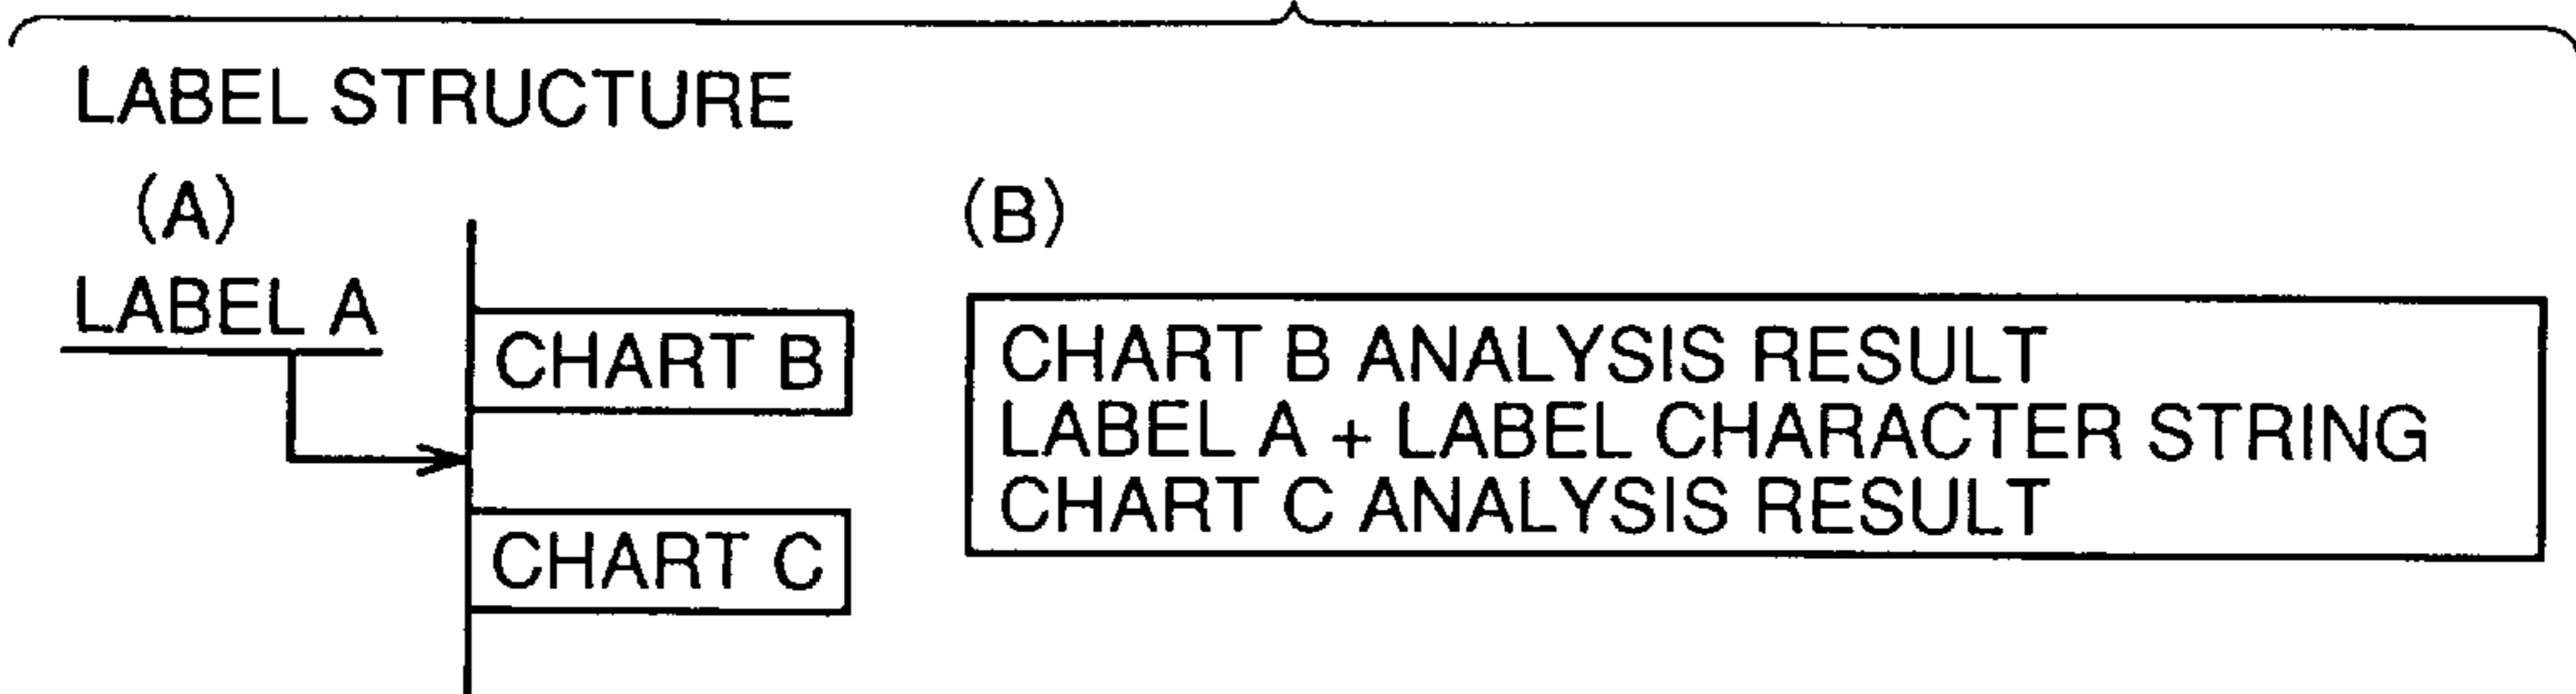 LABEL STRUCTURE
(A)
LABEL A
CHART B
CHART C
(B)
CHART B ANALYSIS RESULT
LABEL A + LABEL CHARACTER STRING
CHART C ANALYSIS RESULT